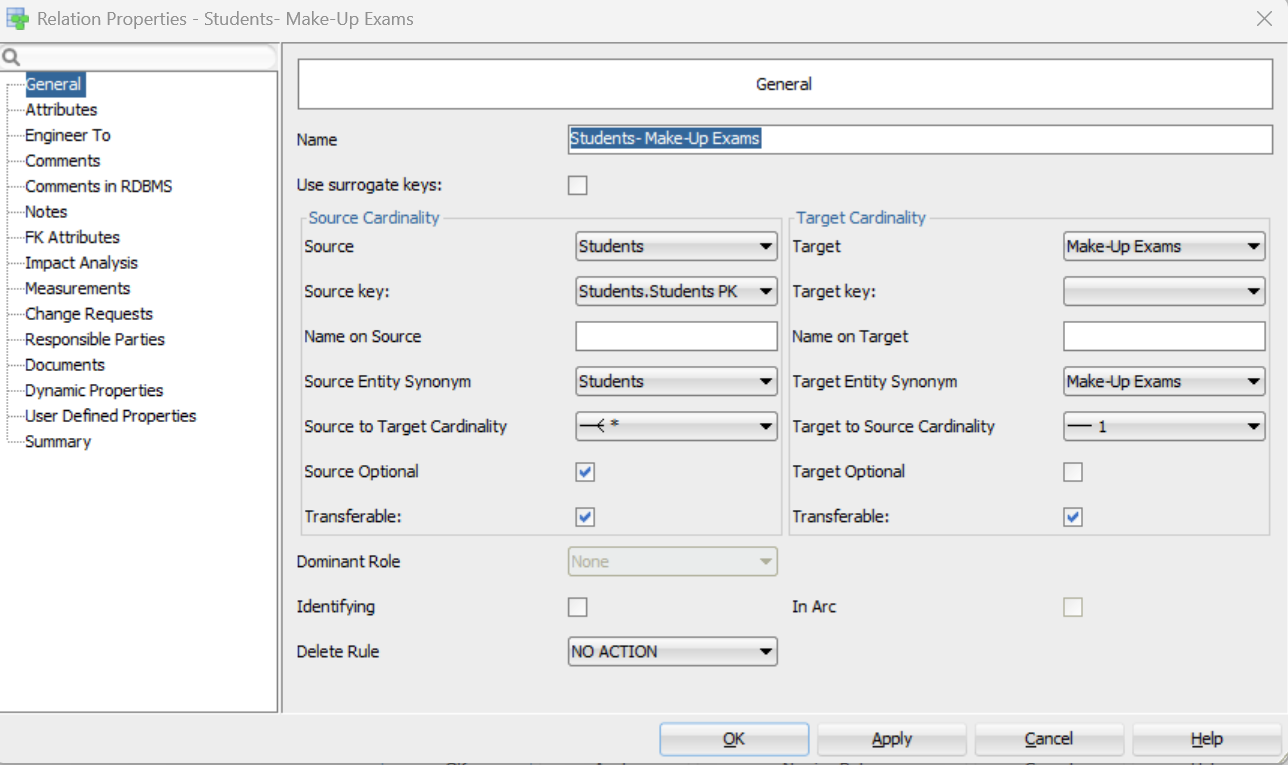 Relation Properties - Students- Make-Up Exams
General
Attributes
Engineer To
Comments
Comments in RDBMS
Notes
FK Attributes
Impact Analysis
Measurements
Change Requests
Responsible Parties
Documents
Dynamic Properties
User Defined Properties
Summary
General
Name Students- Make-Up Exams
Use surrogate keys:
Source Cardinality
Source Students
Source key: Students.Students PK
Name on Source
Source Entity Synonym Students
Source to Target Cardinality *
Source Optional
Transferable:
Target Cardinality
Target Make-Up Exams
Target key:
Name on Target
Target Entity Synonym Make-Up Exams
Target to Source Cardinality 1
Target Optional
Transferable:
Dominant Role None
Identifying In Arc
Delete Rule NO ACTION
OK Apply Cancel Help